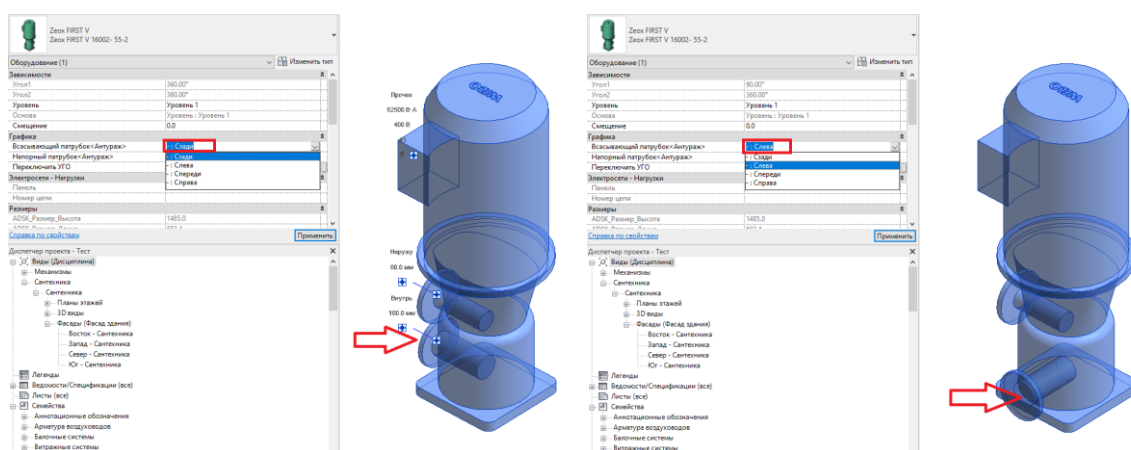 Zeox FIRST V
Zeox FIRST V 16002- 55-2
Оборудование (1)
Изменить тип
Зависимости
Угол1 360.00°
Угол2 360.00°
Уровень Уровень 1
Основа Уровень : Уровень 1
Смещение 0.0
Графика
Всасывающий патрубок<Антураж> - : Сзади
Напорный патрубок<Антураж> - : Сзади
Переключить УГО - : Слева
- : Спереди
Электросети - Нагрузки - : Справа
Панель
Номер цепи
Размеры
ADSK_Размер_Высота 1485.0
Справка по свойствам
Применить
Диспетчер проекта - Тест
Виды (Дисциплина)
Механизмы
Сантехника
Сантехника
Планы этажей
3D виды
Фасады (Фасад здания)
Восток - Сантехника
Запад - Сантехника
Север - Сантехника
Юг - Сантехника
Легенды
Ведомости/Спецификации (все)
Листы (все)
Семейства
Аннотационные обозначения
Арматура воздуховодов
Балочные системы
Витражные системы
Прочее
62500 В·А
400 В
Наружу
80.0 мм
Внутрь
100.0 мм
WILO
Zeox FIRST V
Zeox FIRST V 16002- 55-2
Оборудование (1)
Изменить тип
Зависимости
Угол1 90.00°
Угол2 360.00°
Уровень Уровень 1
Основа Уровень : Уровень 1
Смещение 0.0
Графика
Всасывающий патрубок<Антураж> - : Слева
Напорный патрубок<Антураж> - : Сзади
Переключить УГО - : Слева
- : Спереди
Электросети - Нагрузки - : Справа
Панель
Номер цепи
Размеры
ADSK_Размер_Высота 1485.0
Справка по свойствам
Применить
Диспетчер проекта - Тест
Виды (Дисциплина)
Механизмы
Сантехника
Сантехника
Планы этажей
3D виды
Фасады (Фасад здания)
Восток - Сантехника
Запад - Сантехника
Север - Сантехника
Юг - Сантехника
Легенды
Ведомости/Спецификации (все)
Листы (все)
Семейства
Аннотационные обозначения
Арматура воздуховодов
Балочные системы
Витражные системы
WILO